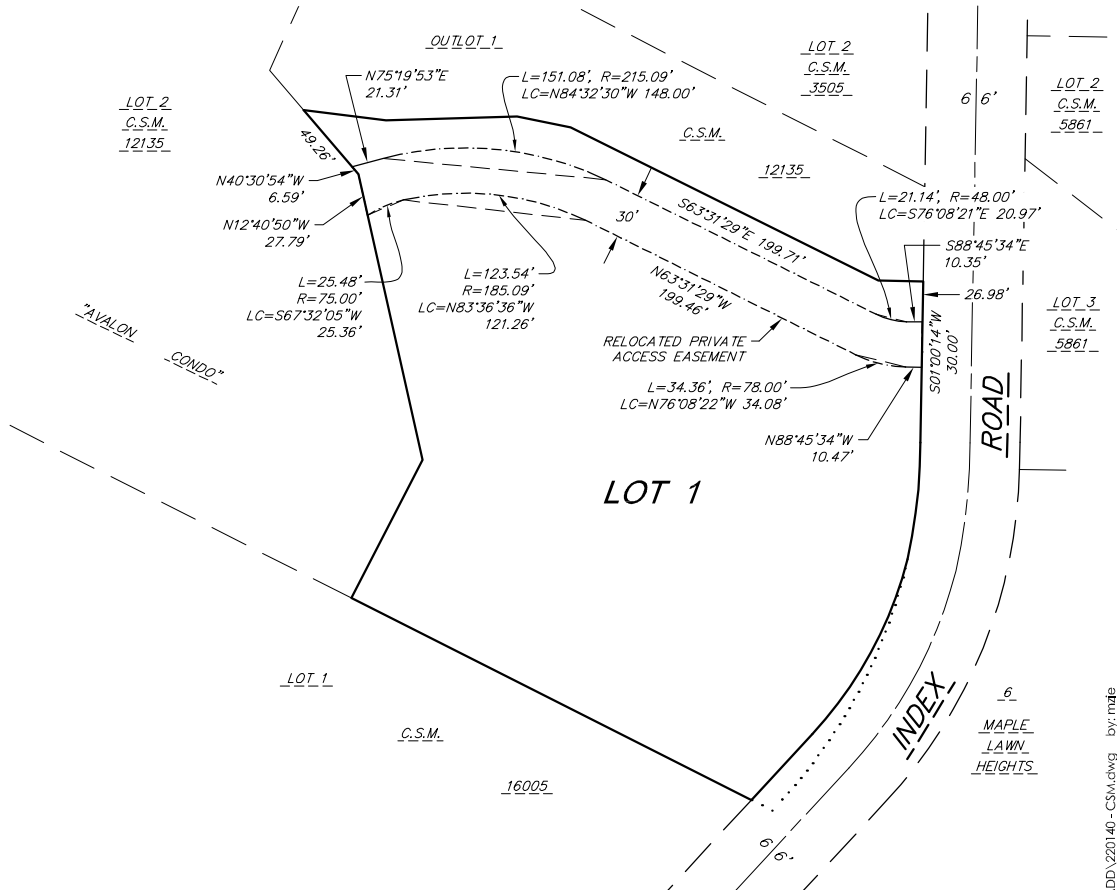 OUTLOT 1
LOT 2
C.S.M.
3505
LOT 2
C.S.M.
5861
LOT 2
C.S.M.
12135
N75°19'53"E
21.31'
L=151.08', R=215.09'
LC=N84°32'30"W 148.00'
66'
C.S.M.
12135
49.26'
N40°30'54"W
6.59'
N12°40'50"W
27.79'
30'
S63°31'29"E 199.71'
L=21.14', R=48.00'
LC=S76°08'21"E 20.97'
S88°45'34"E
10.35'
26.98'
L=25.48'
R=75.00'
LC=S67°32'05"W
25.36'
L=123.54'
R=185.09'
LC=N83°36'36"W
121.26'
N63°31'29"W
199.46'
LOT 3
C.S.M.
5861
"AVALON
CONDO"
RELOCATED PRIVATE
ACCESS EASEMENT
S01°00'14"W
30.00'
L=34.36', R=78.00'
LC=N76°08'22"W 34.08'
N88°45'34"W
10.47'
ROAD
LOT 1
LOT 1
C.S.M.
16005
INDEX
6
MAPLE
LAWN
HEIGHTS
66'
DD\220140 - CSM.dwg by: mzie